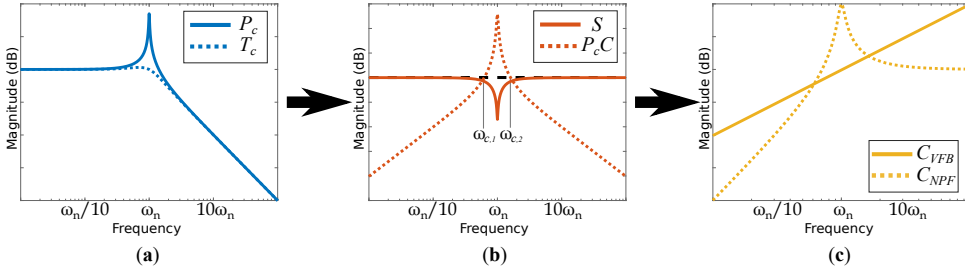 Magnitude (dB)
P_c
T_c
ω_n/10
ω_n
10ω_n
Frequency
(a)
Magnitude (dB)
S
P_cC
ω_c,1
ω_c,2
ω_n/10
ω_n
10ω_n
Frequency
(b)
Magnitude (dB)
C_VFB
C_NPF
ω_n/10
ω_n
10ω_n
Frequency
(c)